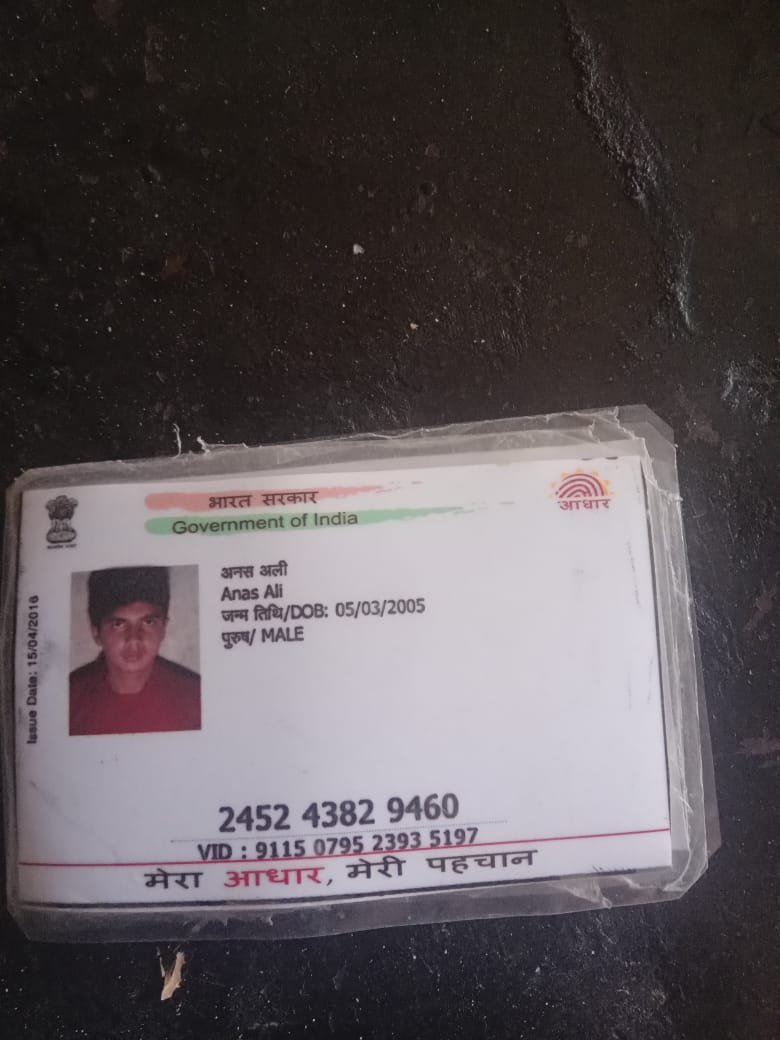 भारत सरकार
Government of India
आधार
अनस अली
Anas Ali
जन्म तिथि/DOB: 05/03/2005
पुरुष/ MALE
Issue Date: 15/04/2016
2452 4382 9460
VID : 9115 0795 2393 5197
मेरा आधार, मेरी पहचान